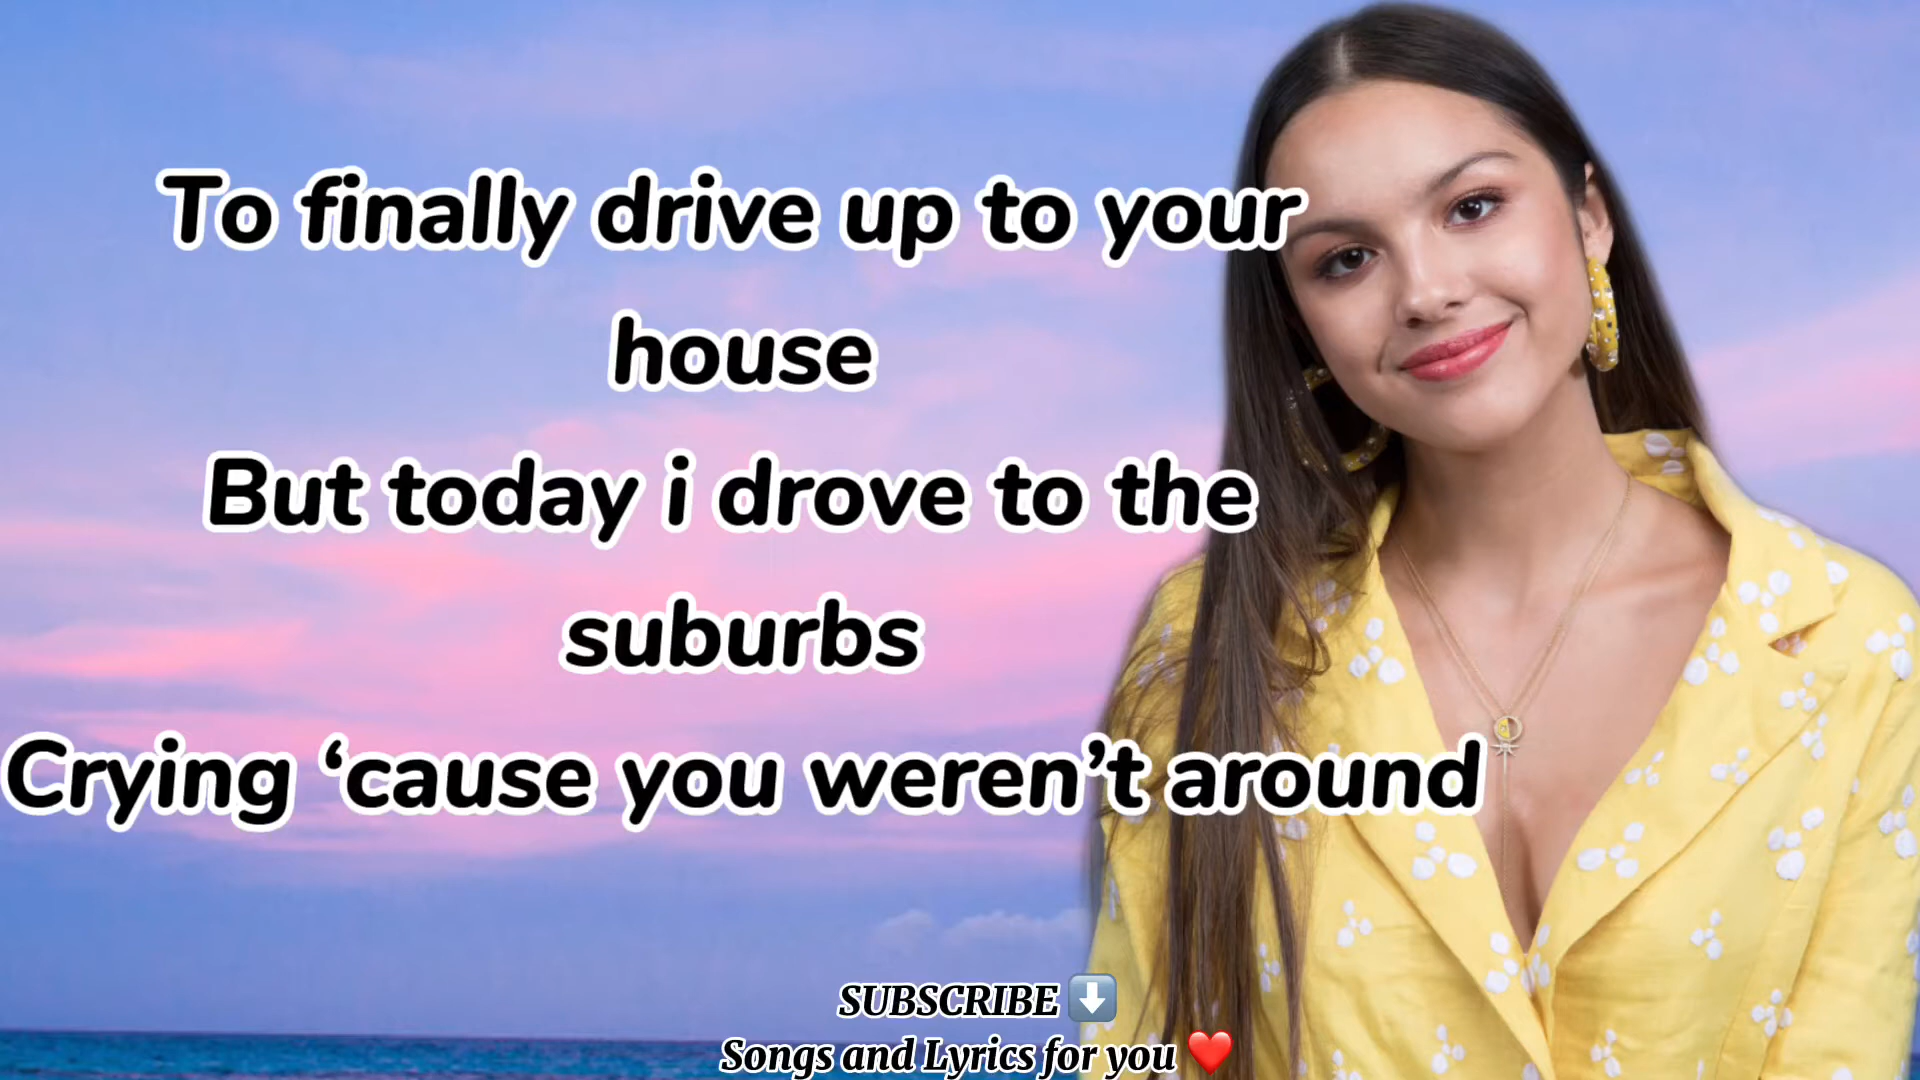 To finally drive up to your
house
But today i drove to the
suburbs
Crying ‘cause you weren’t around
SUBSCRIBE ⬇️
Songs and Lyrics for you ❤️